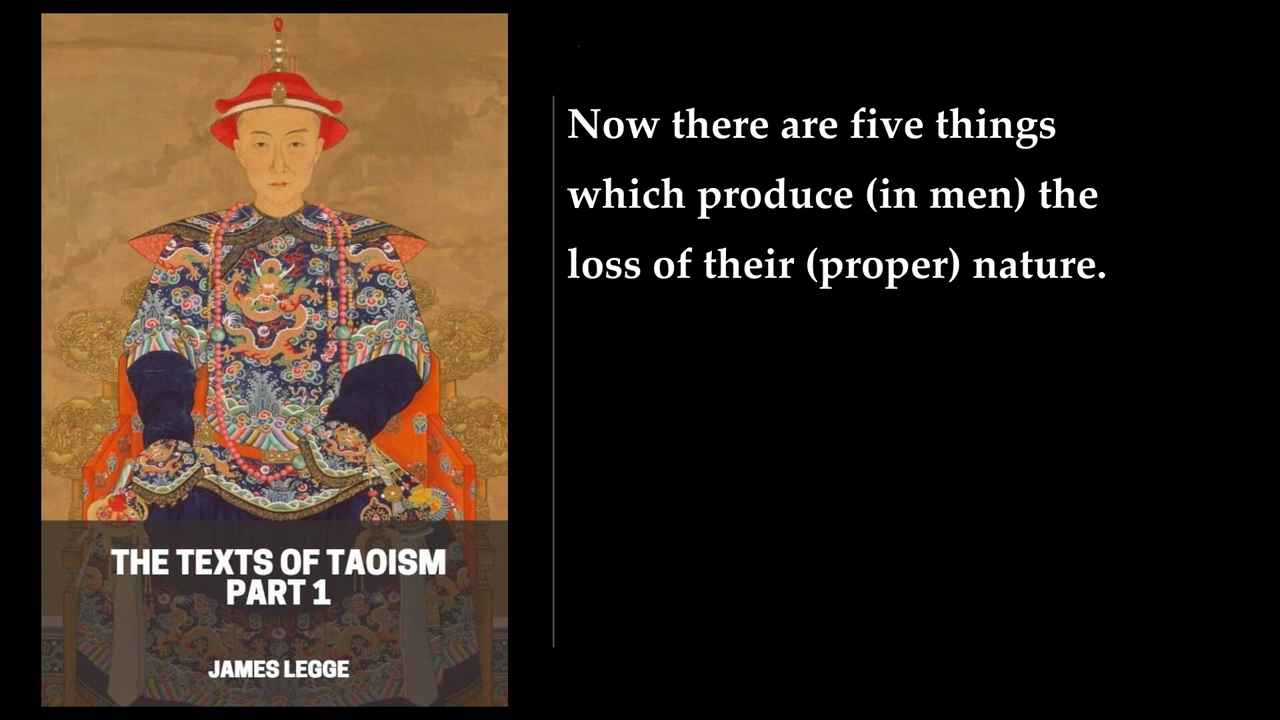 THE TEXTS OF TAOISM
PART 1
JAMES LEGGE
Now there are five things
which produce (in men) the
loss of their (proper) nature.